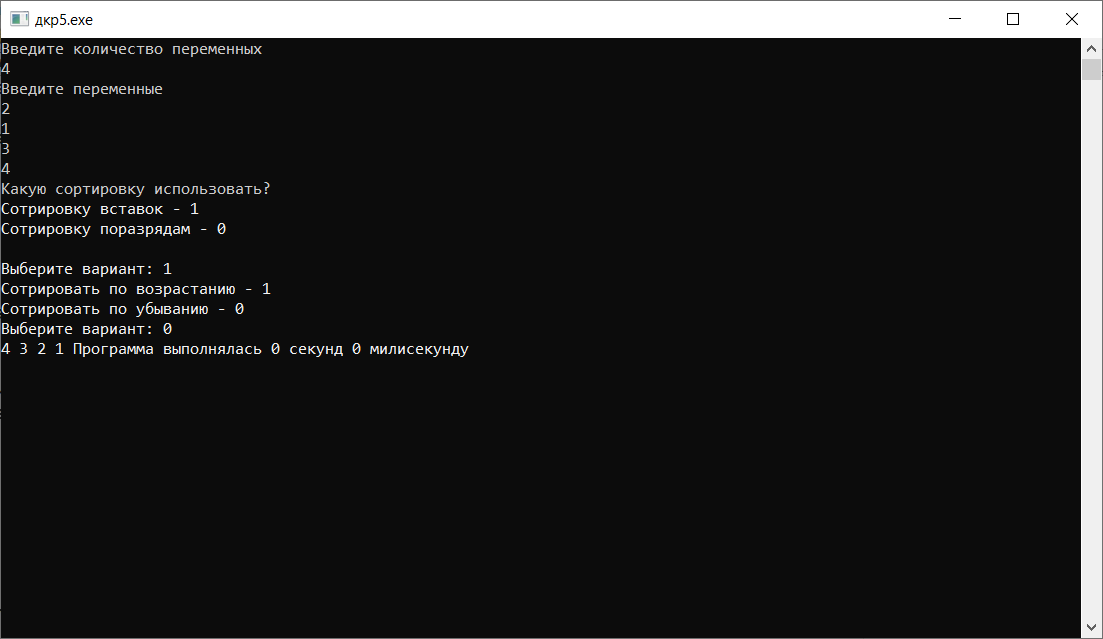 дкр5.exe
Введите количество переменных
4
Введите переменные
2
1
3
4
Какую сортировку использовать?
Сотрировку вставок - 1
Сотрировку поразрядам - 0
Выберите вариант: 1
Сотрировать по возрастанию - 1
Сотрировать по убыванию - 0
Выберите вариант: 0
4 3 2 1 Программа выполнялась 0 секунд 0 милисекунду